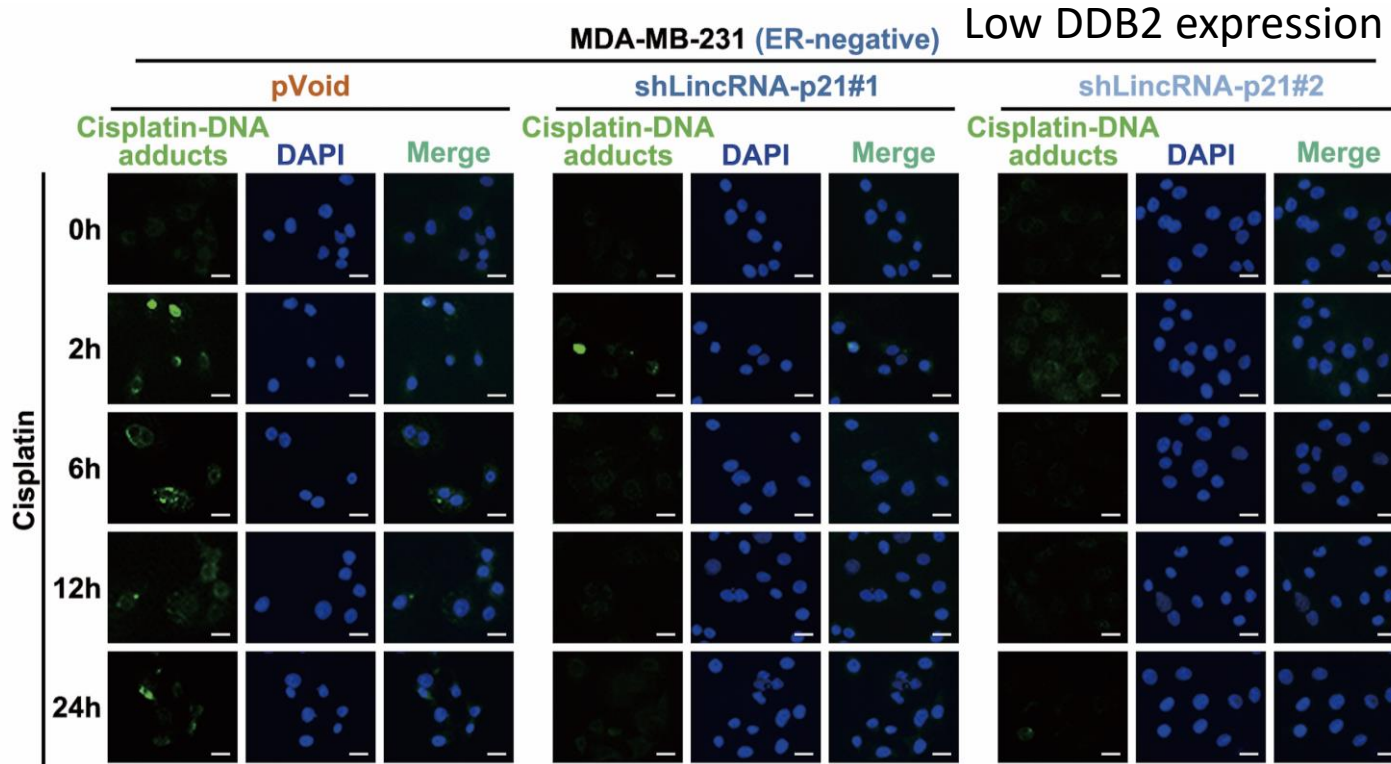 Low DDB2 expression
MDA-MB-231 (ER-negative)
pVoid
shLincRNA-p21#1
shLincRNA-p21#2
Cisplatin-DNA
adducts
DAPI
Merge
Cisplatin-DNA
adducts
DAPI
Merge
Cisplatin-DNA
adducts
DAPI
Merge
Cisplatin
0h
2h
6h
12h
24h